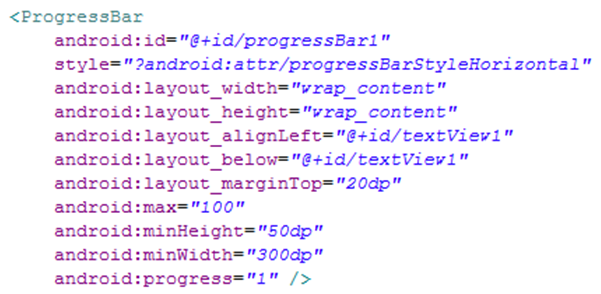 <ProgressBar
android:id="@+id/progressBar1"
style="?android:attr/progressBarStyleHorizontal"
android:layout_width="wrap_content"
android:layout_height="wrap_content"
android:layout_alignLeft="@+id/textView1"
android:layout_below="@+id/textView1"
android:layout_marginTop="20dp"
android:max="100"
android:minHeight="50dp"
android:minWidth="300dp"
android:progress="1" />